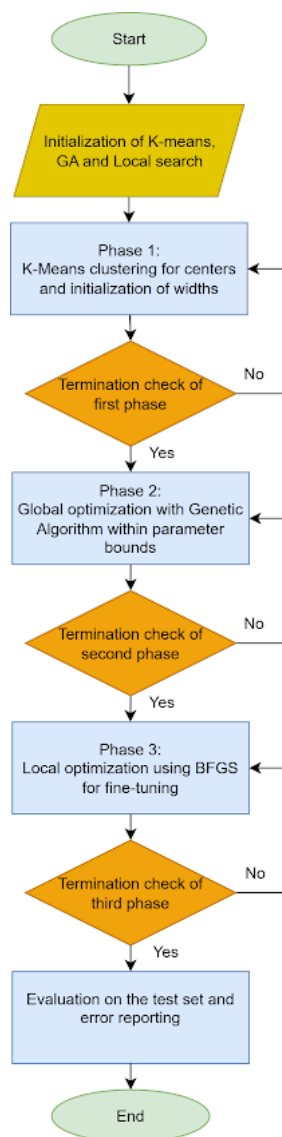 Start
Initialization of K-means,
GA and Local search
Phase 1:
K-Means clustering for centers
and initialization of widths
Termination check of
first phase
No
Yes
Phase 2:
Global optimization with Genetic
Algorithm within parameter
bounds
Termination check of
second phase
No
Yes
Phase 3:
Local optimization using BFGS
for fine-tuning
Termination check of
third phase
No
Yes
Evaluation on the test set and
error reporting
End